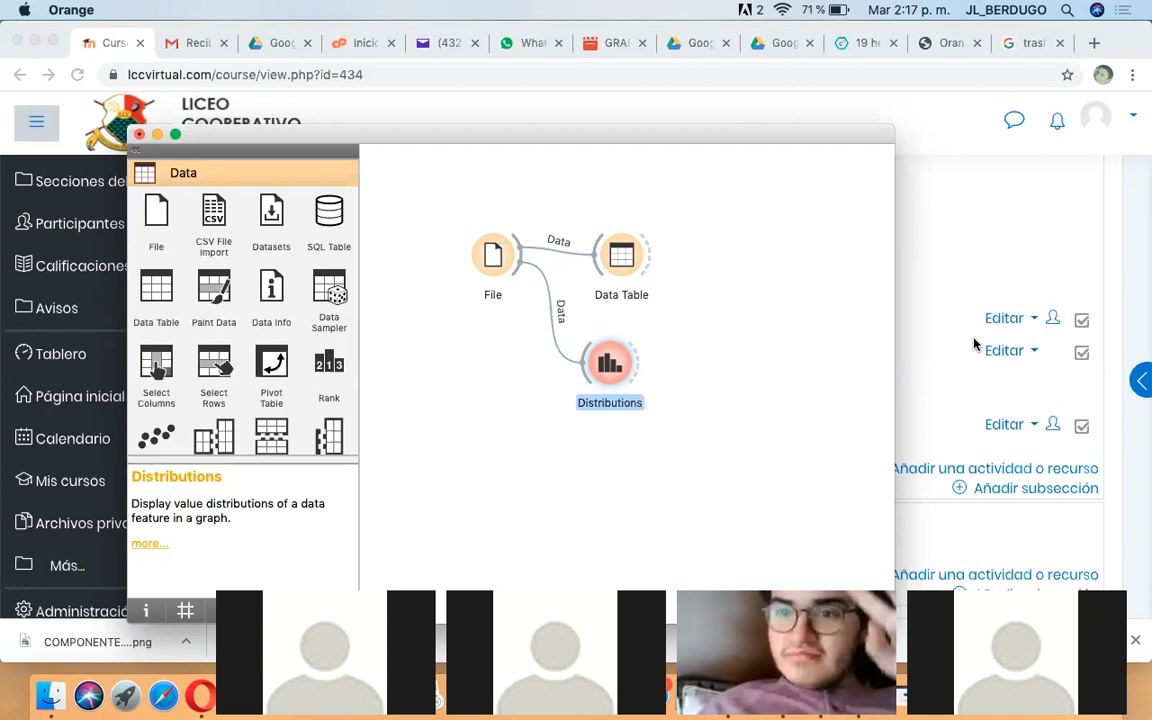 Orange
2
71 %
Mar 2:17 p. m.
JL_BERDUGO
Curs
Recib
Goog
Inicio
(432
What
GRA
Goog
Goog
19 he
Oran
trasl
lccvirtual.com/course/view.php?id=434
LICEO
COOPERATIVO
Secciones de
Participantes
Calificaciones
Avisos
Tablero
Página inicial
Calendario
Mis cursos
Archivos priva
Más...
Administració
Data
File
CSV File
Import
Datasets
SQL Table
Data Table
Paint Data
Data Info
Data
Sampler
Select
Columns
Select
Rows
Pivot
Table
Rank
Distributions
Display value distributions of a data
feature in a graph.
more...
Data
File
Data Table
Data
Distributions
Editar
Editar
Editar
Añadir una actividad o recurso
Añadir subsección
Añadir una actividad o recurso
COMPONENTE....png